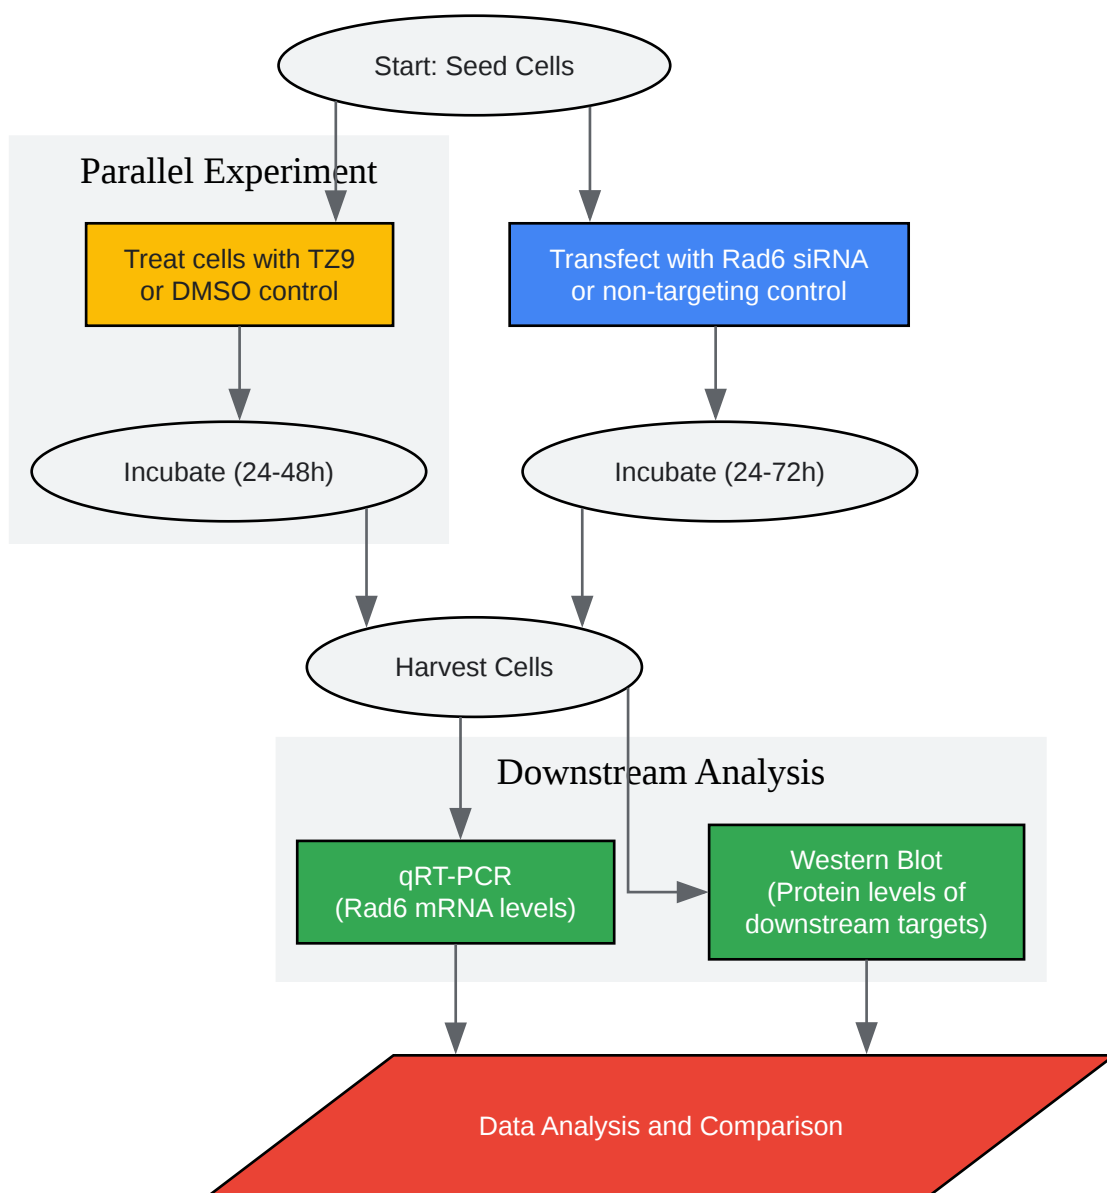 Start: Seed Cells
Parallel Experiment
Treat cells with TZ9
or DMSO control
Transfect with Rad6 siRNA
or non-targeting control
Incubate (24-48h)
Incubate (24-72h)
Harvest Cells
Downstream Analysis
qRT-PCR
(Rad6 mRNA levels)
Western Blot
(Protein levels of
downstream targets)
Data Analysis and Comparison